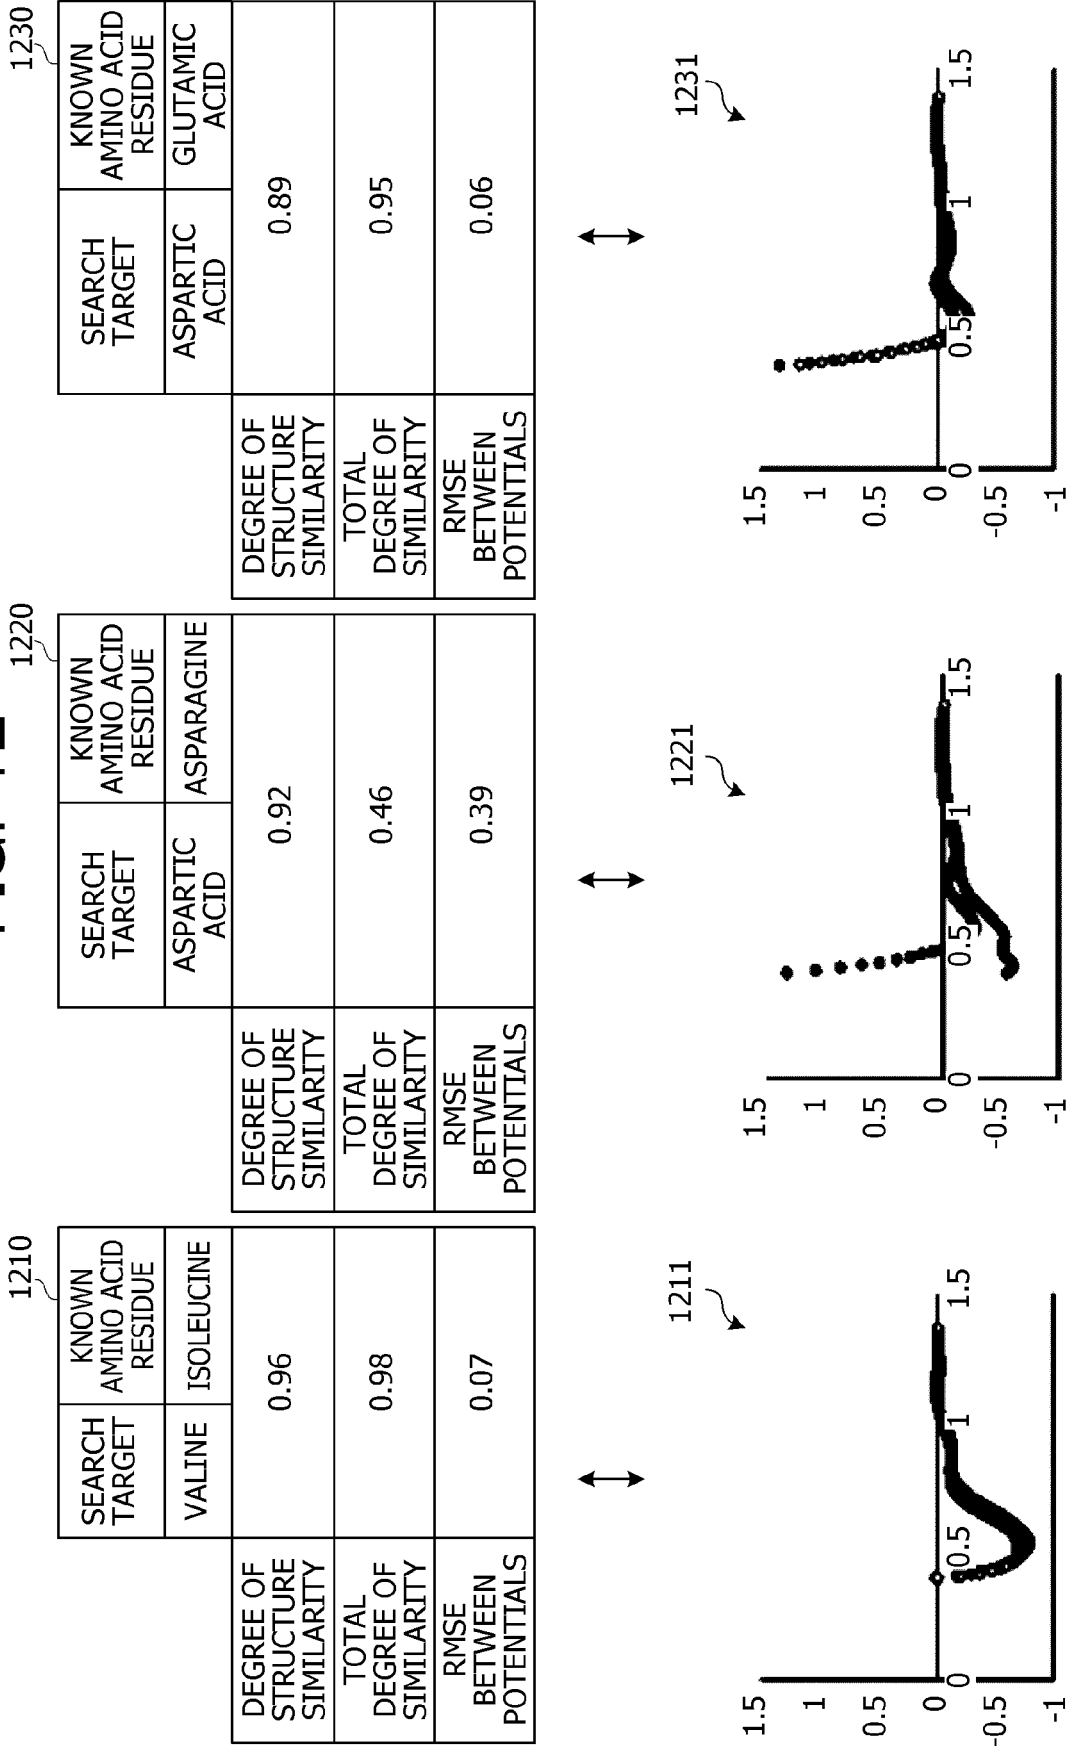 1210
SEARCH
TARGET
KNOWN
AMINO ACID
RESIDUE
VALINE
ISOLEUCINE
DEGREE OF
STRUCTURE
SIMILARITY
0.96
TOTAL
DEGREE OF
SIMILARITY
0.98
RMSE
BETWEEN
POTENTIALS
0.07
1211
1.5
1
0.5
0
-0.5
-1
0
0.5
1
1.5
1220
SEARCH
TARGET
KNOWN
AMINO ACID
RESIDUE
ASPARTIC
ACID
ASPARAGINE
DEGREE OF
STRUCTURE
SIMILARITY
0.92
TOTAL
DEGREE OF
SIMILARITY
0.46
RMSE
BETWEEN
POTENTIALS
0.39
1221
1.5
1
0.5
0
-0.5
-1
0
0.5
1
1.5
1230
SEARCH
TARGET
KNOWN
AMINO ACID
RESIDUE
ASPARTIC
ACID
GLUTAMIC
ACID
DEGREE OF
STRUCTURE
SIMILARITY
0.89
TOTAL
DEGREE OF
SIMILARITY
0.95
RMSE
BETWEEN
POTENTIALS
0.06
1231
1.5
1
0.5
0
-0.5
-1
0
0.5
1
1.5